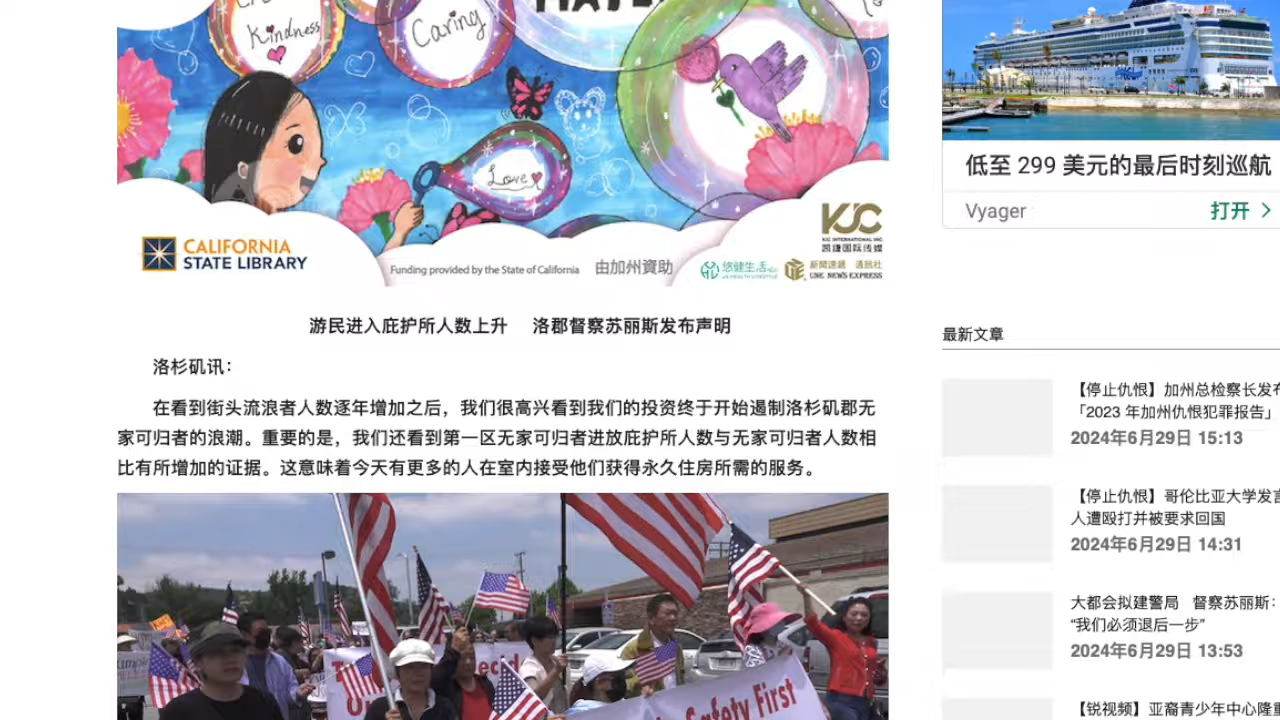 Kindness
Caring
Love
CALIFORNIA
STATE LIBRARY
Funding provided by the State of California 由加州資助
KJC
KJC INTERNATIONAL INC
凯捷国际传媒
悠健生活
新聞速遞 通訊社
UNE NEWS EXPRESS
游民进入庇护所人数上升 洛郡督察苏丽斯发布声明
洛杉矶讯：
在看到街头流浪者人数逐年增加之后，我们很高兴看到我们的投资终于开始遏制洛杉矶郡无
家可归者的浪潮。重要的是，我们还看到第一区无家可归者进放庇护所人数与无家可归者人数相
比有所增加的证据。这意味着今天有更多的人在室内接受他们获得永久住房所需的服务。
Safety First
低至 299 美元的最后时刻巡航
Vyager 打开
最新文章
【停止仇恨】加州总检察长发布
「2023 年加州仇恨犯罪报告」
2024年6月29日 15:13
【停止仇恨】哥伦比亚大学发言
人遭殴打并被要求回国
2024年6月29日 14:31
大都会拟建警局 督察苏丽斯：
“我们必须退后一步”
2024年6月29日 13:53
【锐视频】亚裔青少年中心隆重